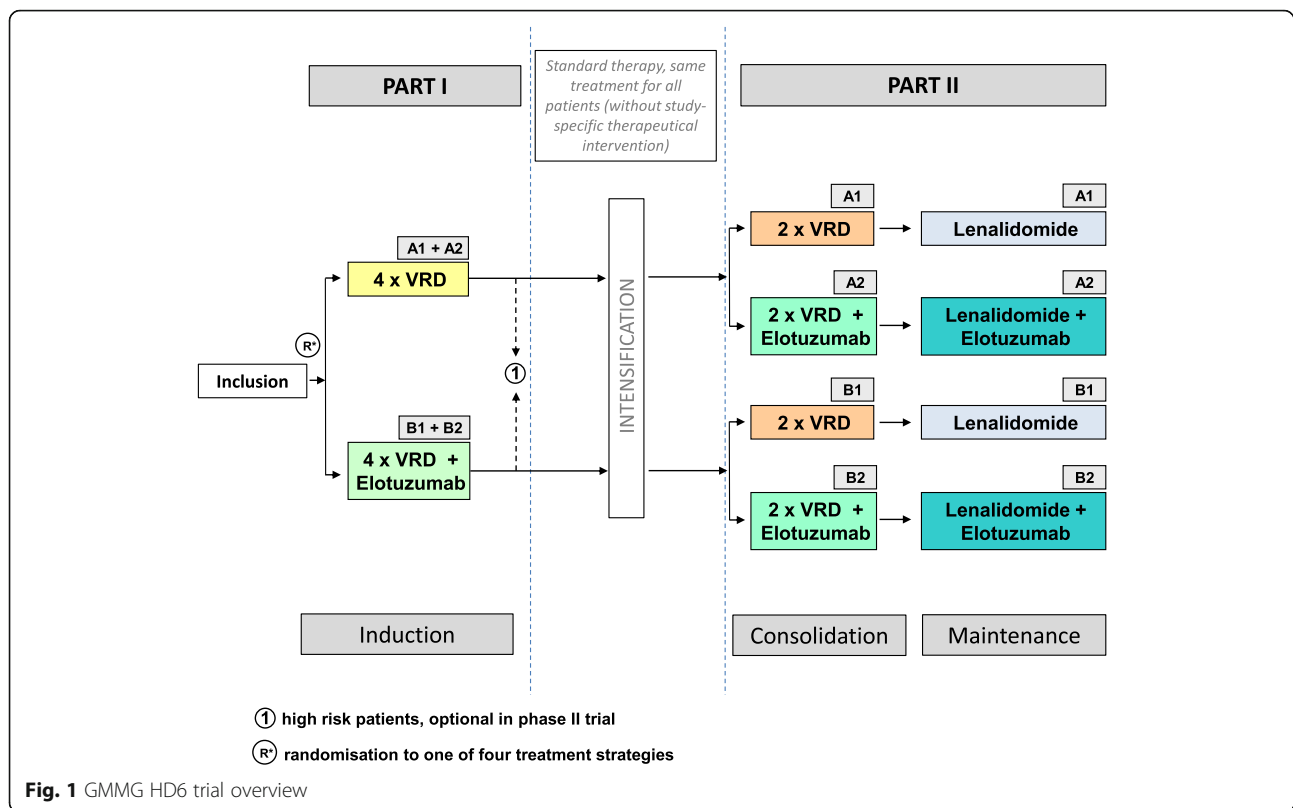 PART I
Standard therapy, same
treatment for all
patients (without study-
specific therapeutical
intervention)
PART II
A1 + A2
4 x VRD
R*
Inclusion
1
B1 + B2
4 x VRD +
Elotuzumab
INTENSIFICATION
A1
2 x VRD
A1
Lenalidomide
A2
2 x VRD +
Elotuzumab
A2
Lenalidomide +
Elotuzumab
B1
2 x VRD
B1
Lenalidomide
B2
2 x VRD +
Elotuzumab
B2
Lenalidomide +
Elotuzumab
Induction
Consolidation
Maintenance
1 high risk patients, optional in phase II trial
R* randomisation to one of four treatment strategies
Fig. 1 GMMG HD6 trial overview